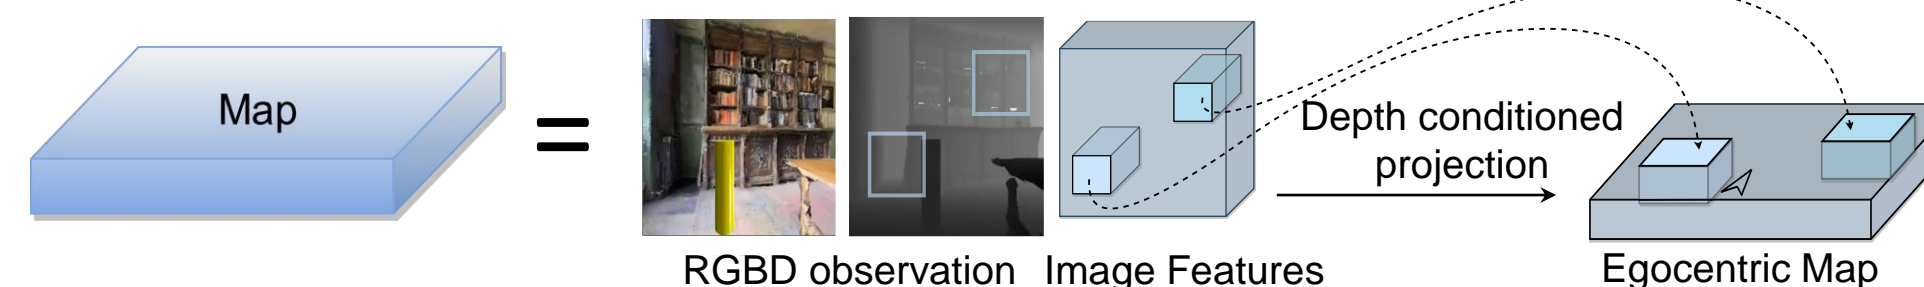 Map
=
Depth conditioned
projection
RGBD observation
Image Features
Egocentric Map